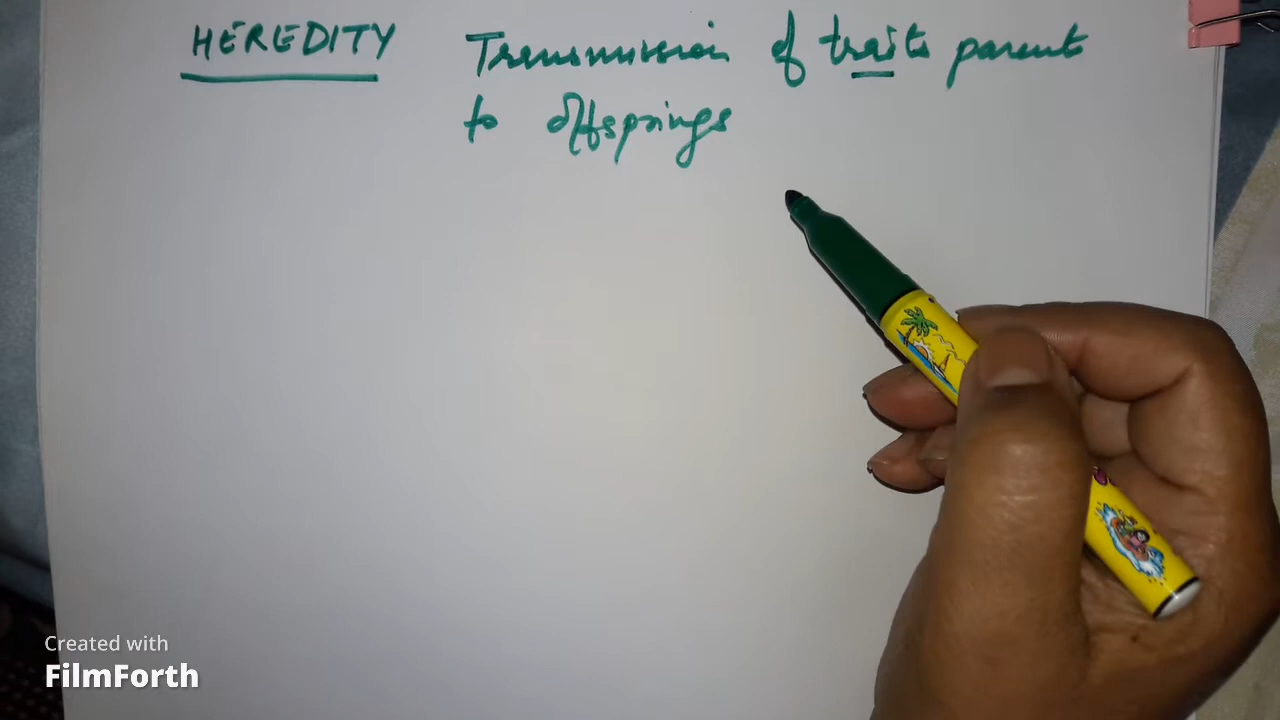 HEREDITY Transmission of traits parent
to offsprings
Created with
FilmForth